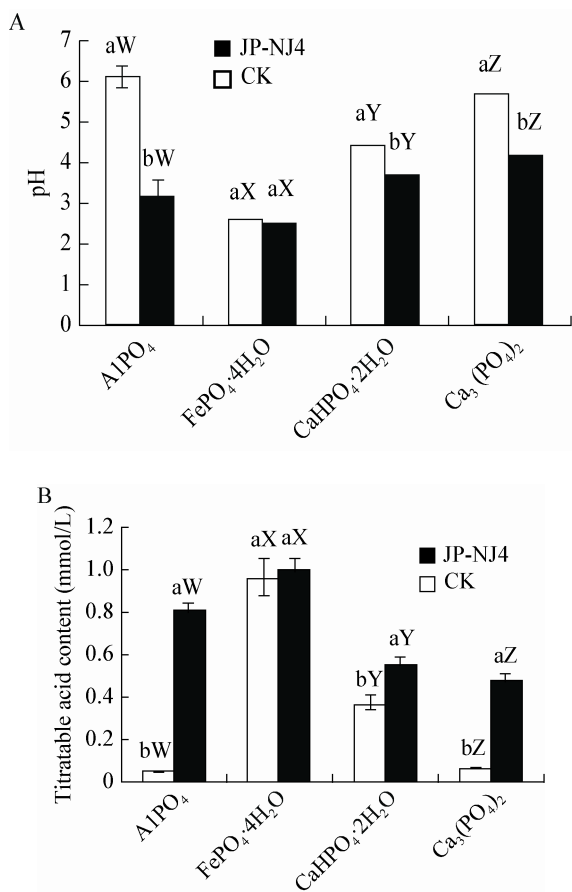 A
7
6
5
4
3
2
1
0
pH
JP-NJ4
CK
aW
bW
aX aX
aY
bY
aZ
bZ
A1PO₄
FePO₄·4H₂O
CaHPO₄·2H₂O
Ca₃ (PO₄)₂
B
1.2
1.0
0.8
0.6
0.4
0.2
0
Titratable acid content (mmol/L)
JP-NJ4
CK
bW
aW
aX aX
bY
aY
bZ
aZ
A1PO₄
FePO₄·4H₂O
CaHPO₄·2H₂O
Ca₃(PO₄)₂